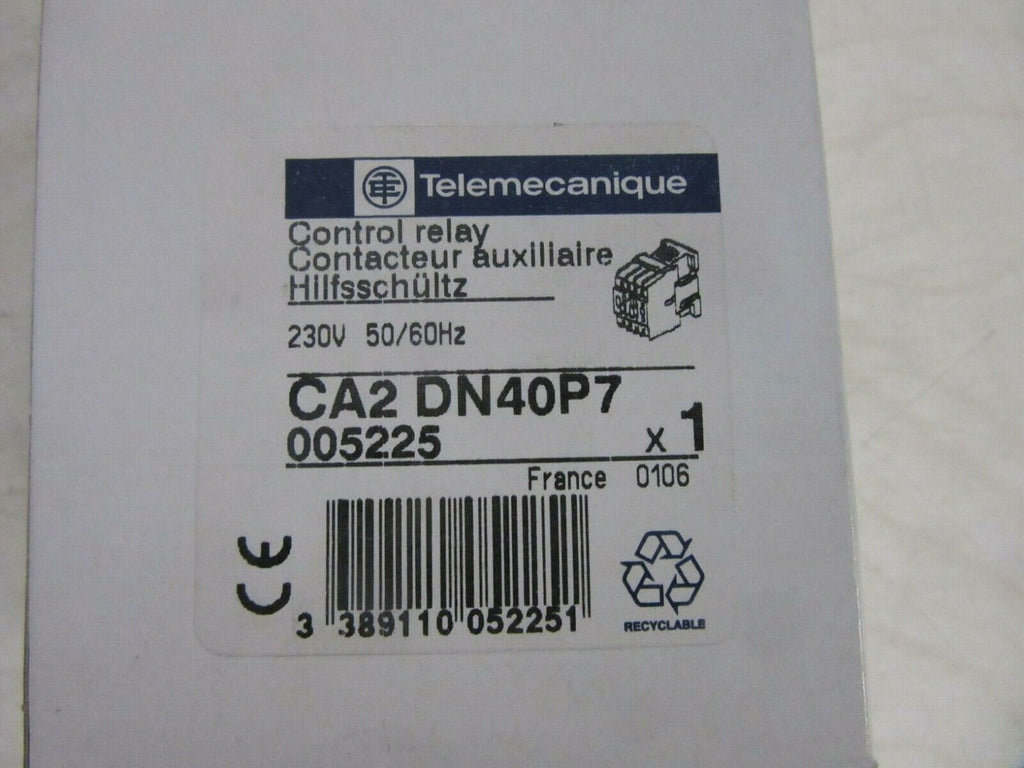 Telemecanique
Control relay
Contacteur auxiliaire
Hilfsschültz
230V 50/60Hz
CA2 DN40P7
005225 x 1
France 0106
CE
3 389110 052251
RECYCLABLE